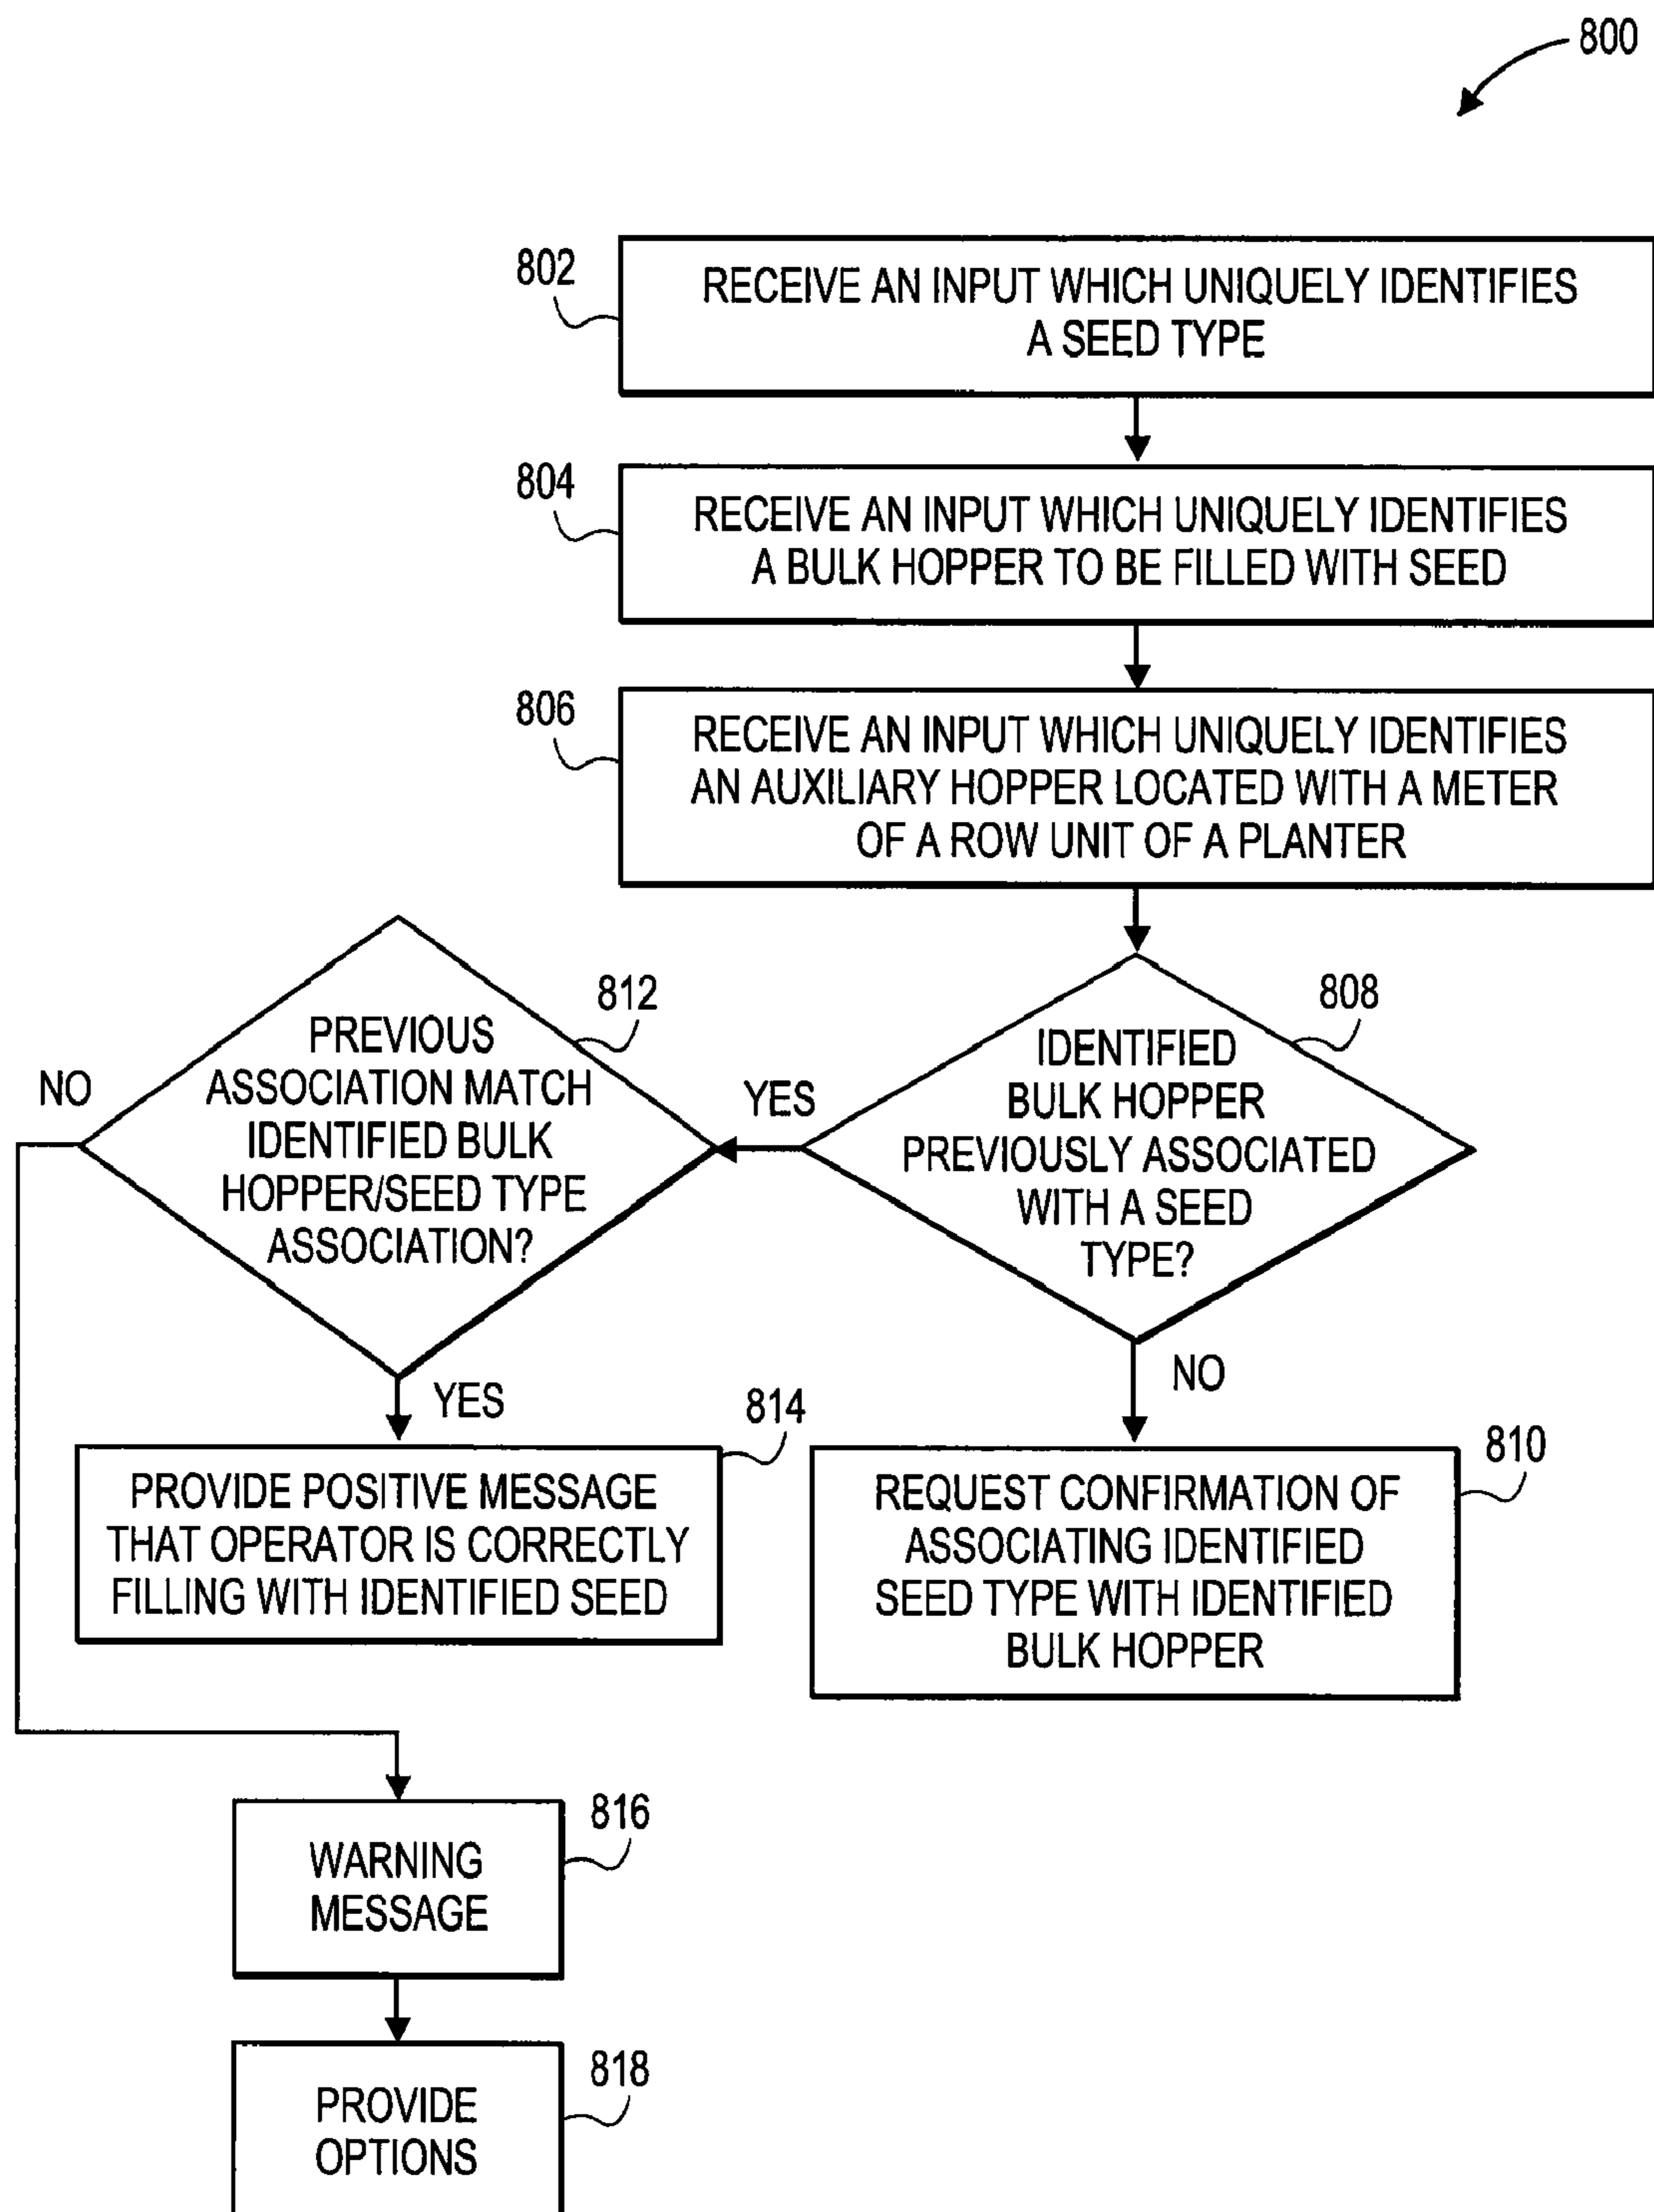 800
802
RECEIVE AN INPUT WHICH UNIQUELY IDENTIFIES
A SEED TYPE
804
RECEIVE AN INPUT WHICH UNIQUELY IDENTIFIES
A BULK HOPPER TO BE FILLED WITH SEED
806
RECEIVE AN INPUT WHICH UNIQUELY IDENTIFIES
AN AUXILIARY HOPPER LOCATED WITH A METER
OF A ROW UNIT OF A PLANTER
808
IDENTIFIED
BULK HOPPER
PREVIOUSLY ASSOCIATED
WITH A SEED
TYPE?
YES
NO
812
PREVIOUS
ASSOCIATION MATCH
IDENTIFIED BULK
HOPPER/SEED TYPE
ASSOCIATION?
NO
YES
814
PROVIDE POSITIVE MESSAGE
THAT OPERATOR IS CORRECTLY
FILLING WITH IDENTIFIED SEED
810
REQUEST CONFIRMATION OF
ASSOCIATING IDENTIFIED
SEED TYPE WITH IDENTIFIED
BULK HOPPER
816
WARNING
MESSAGE
818
PROVIDE
OPTIONS